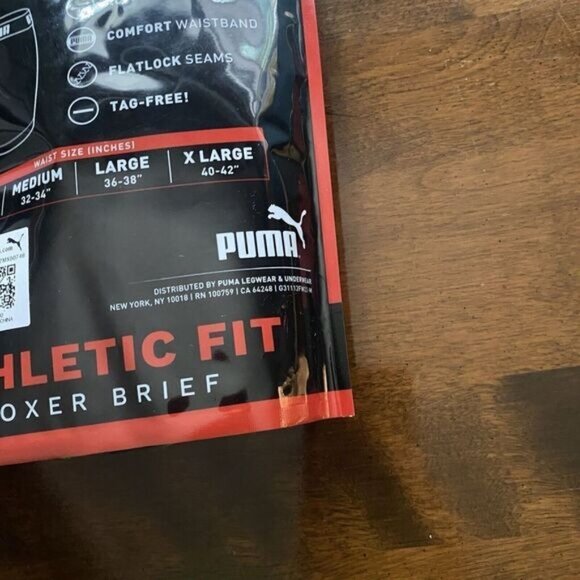 COMFORT WAISTBAND
FLATLOCK SEAMS
TAG-FREE!
WAIST SIZE (INCHES)
MEDIUM LARGE X LARGE
32-34" 36-38" 40-42"
PUMA
DISTRIBUTED BY PUMA LEGWEAR & UNDERWEAR
NEW YORK, NY 10018 | RN 100759 | CA 64248 |
HLETIC FIT
OXER BRIEF